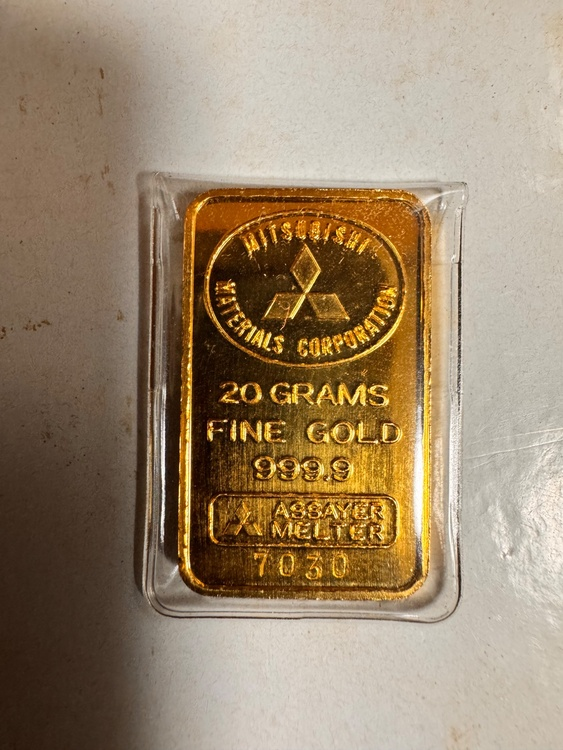 MITSUBISHI
MATERIALS CORPORATION
20 GRAMS
FINE GOLD
999.9
ASSAYER
MELTER
7030